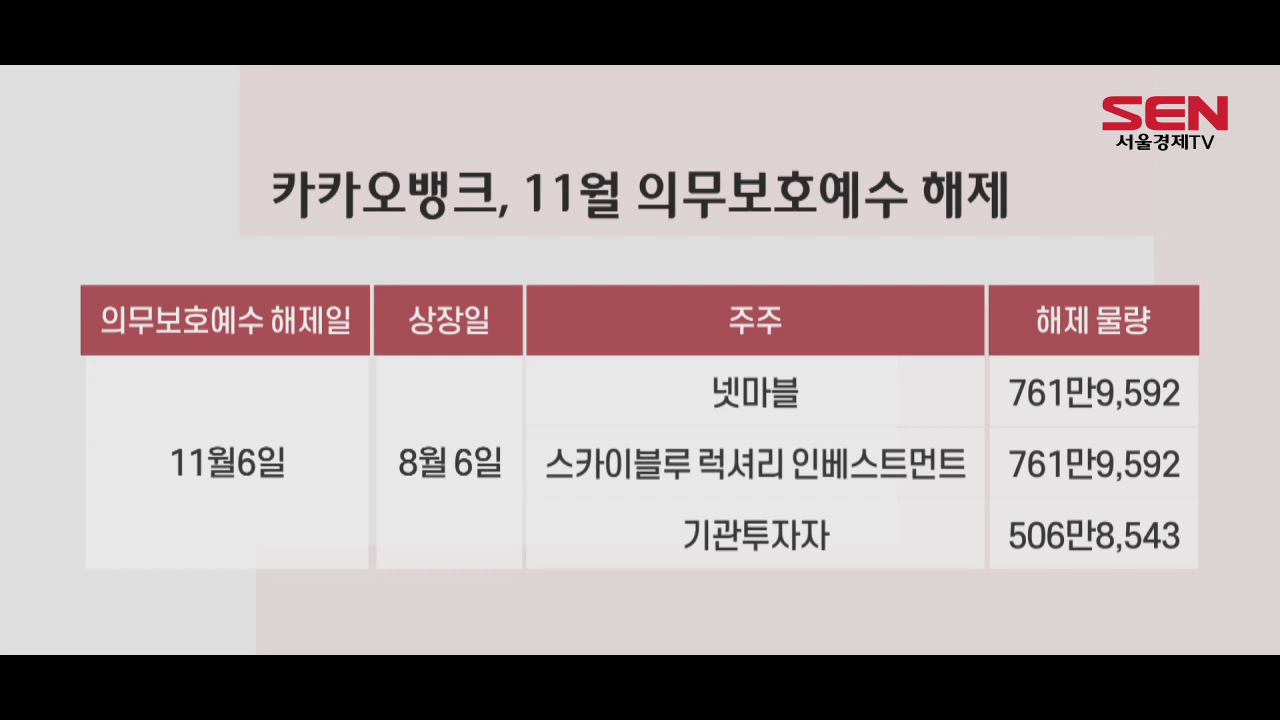 SEN
서울경제TV
카카오뱅크, 11월 의무보호예수 해제
의무보호예수 해제일 상장일 주주 해제 물량
넷마블 761만9,592
11월6일 8월 6일 스카이블루 럭셔리 인베스트먼트 761만9,592
기관투자자 506만8,543